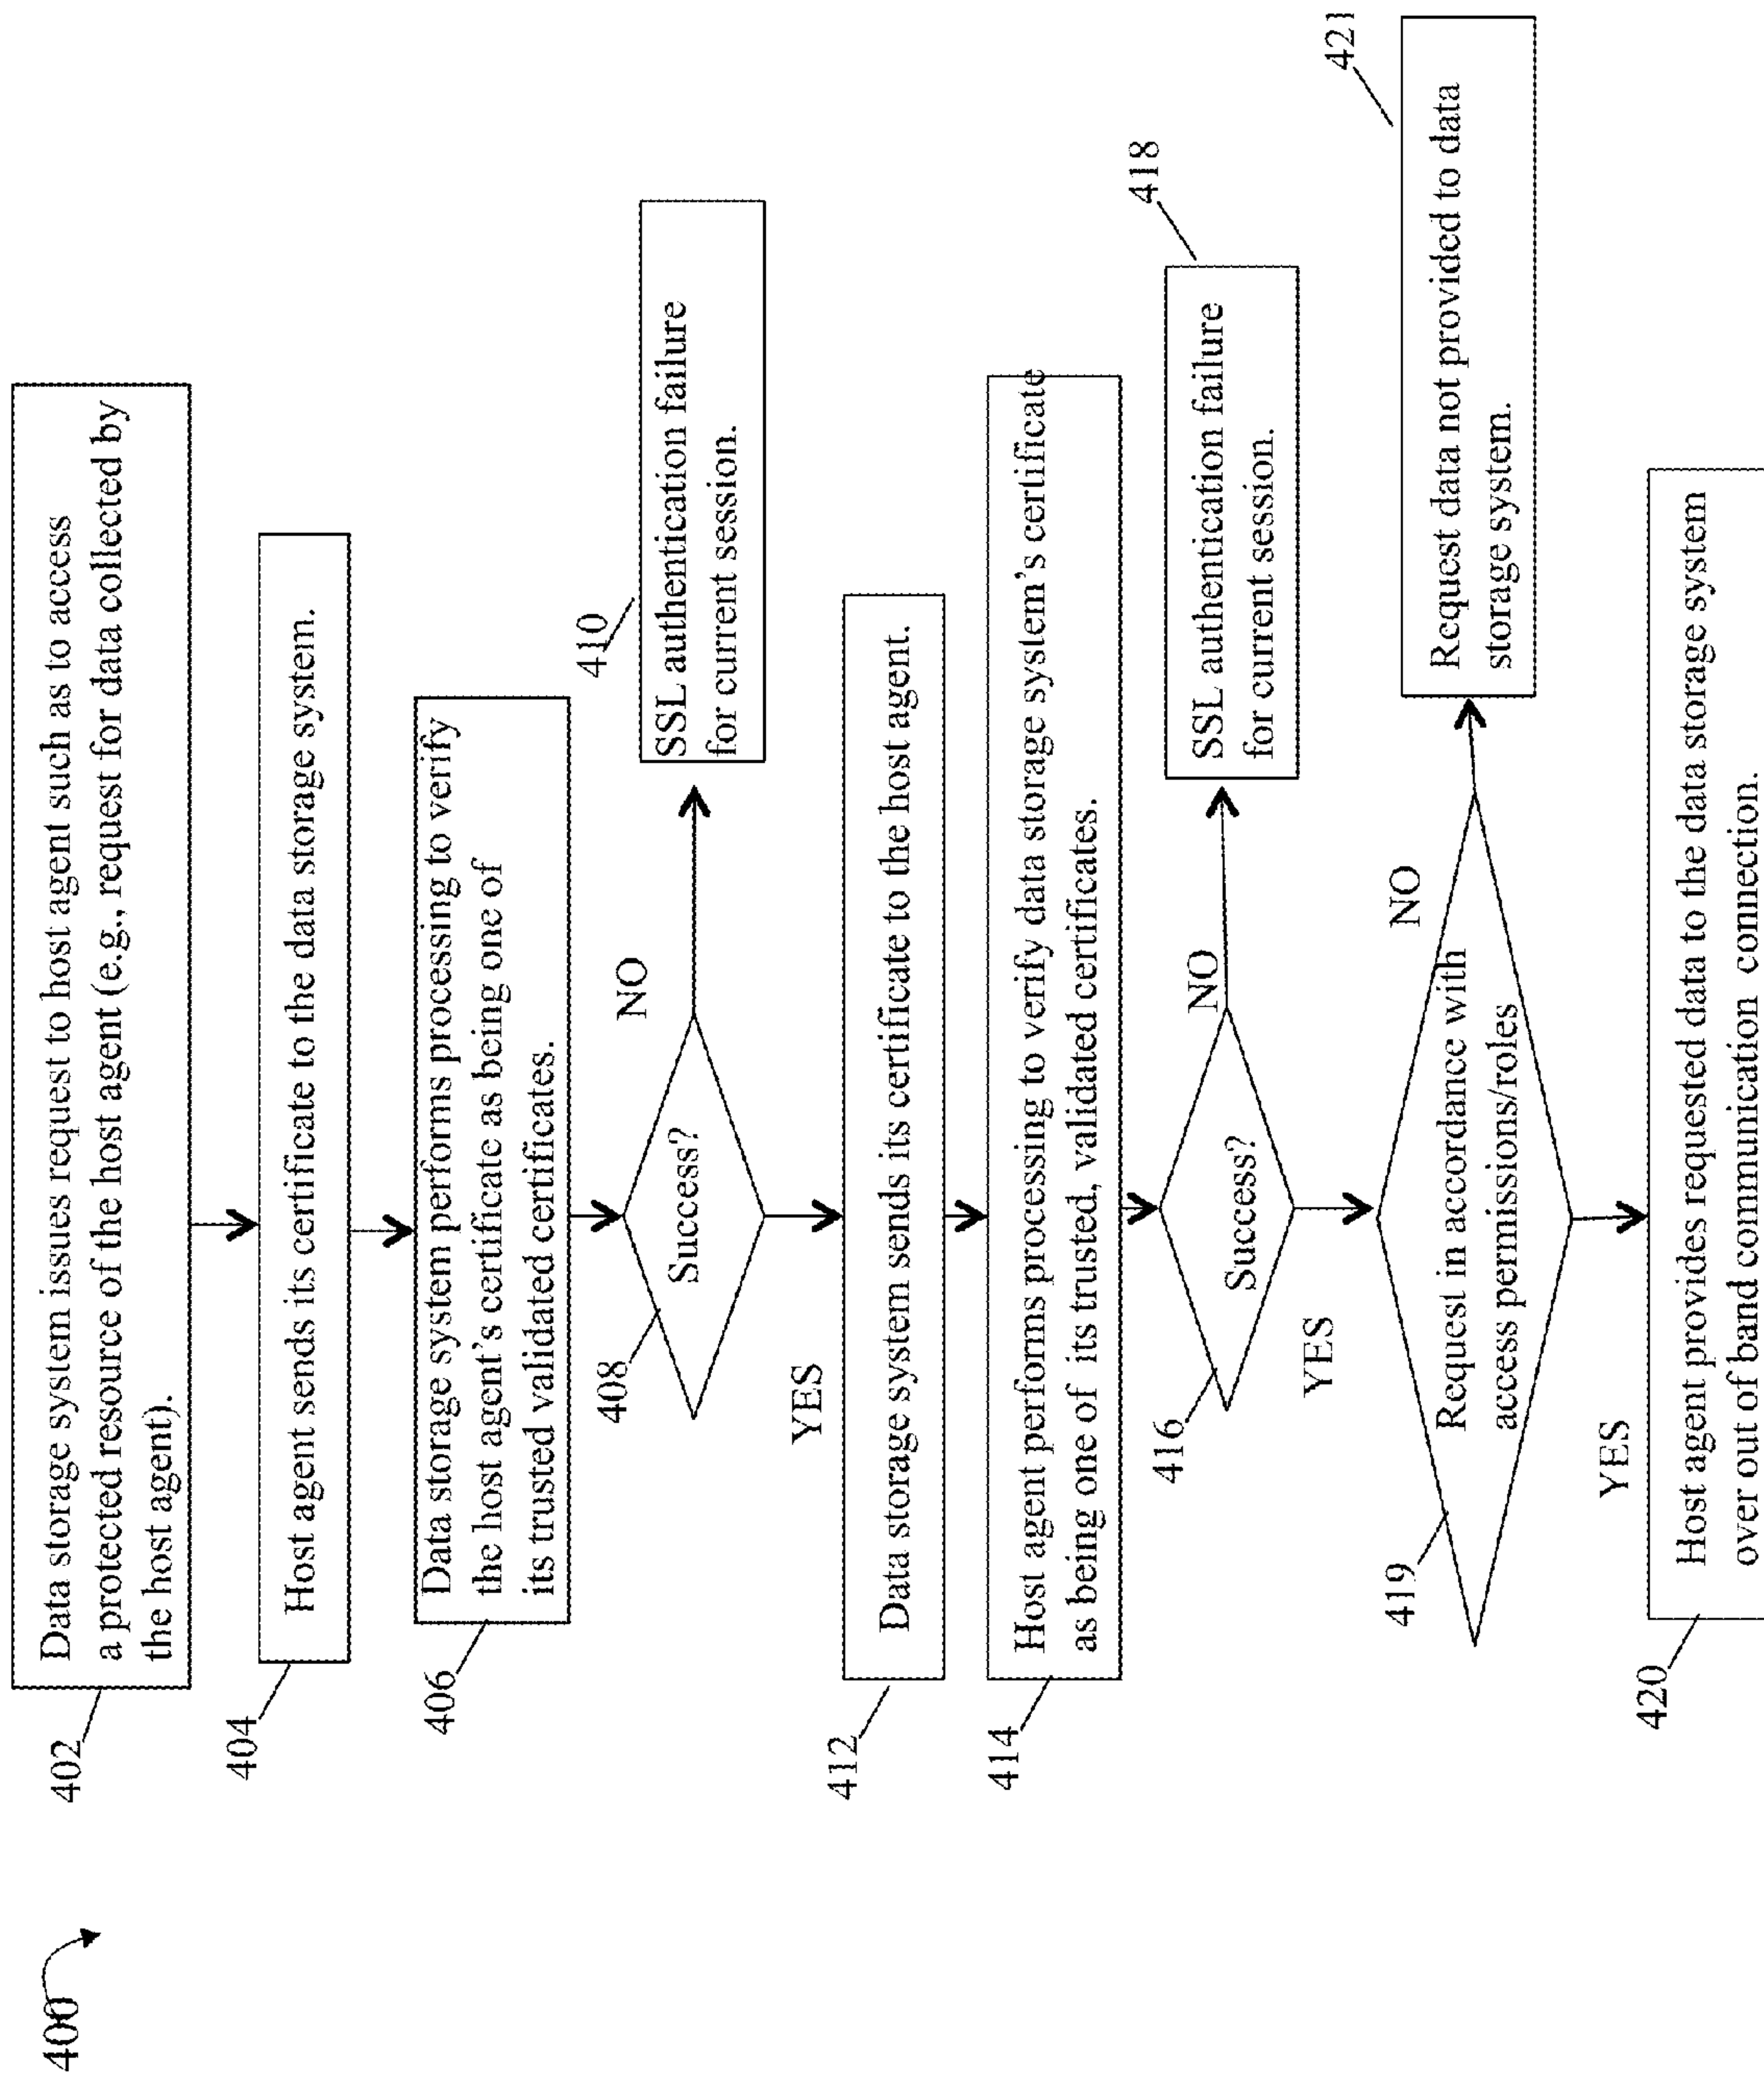 400
402
Data storage system issues request to host agent such as to access
a protected resource of the host agent (e.g., request for data collected by
the host agent).
404
Host agent sends its certificate to the data storage system.
406
Data storage system performs processing to verify
the host agent's certificate as being one of
its trusted validated certificates.
408
Success?
NO
410
SSL authentication failure
for current session.
YES
412
Data storage system sends its certificate to the host agent.
414
Host agent performs processing to verify data storage system's certificate
as being one of its trusted, validated certificates.
416
Success?
NO
418
SSL authentication failure
for current session.
YES
419
Request in accordance with
access permissions/roles
NO
421
Request data not provided to data
storage system.
YES
420
Host agent provides requested data to the data storage system
over out of band communication connection.